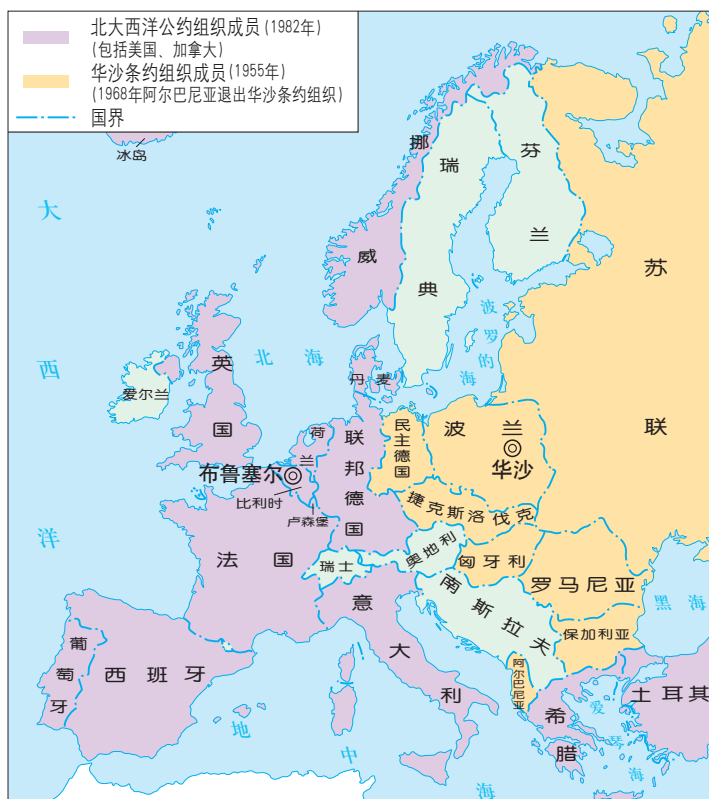 北大西洋公约组织成员(1982年)
(包括美国、加拿大)
华沙条约组织成员(1955年)
(1968年阿尔巴尼亚退出华沙条约组织)
国界
冰岛
挪威
瑞典
芬兰
苏联
大西洋
北海
波罗的海
英国
爱尔兰
丹麦
荷兰
联邦德国
民主德国
波兰
华沙
布鲁塞尔
比利时
卢森堡
捷克斯洛伐克
法国
瑞士
奥地利
匈牙利
罗马尼亚
黑海
南斯拉夫
保加利亚
意大利
阿尔巴尼亚
葡萄牙
西班牙
希腊
土耳其
爱琴海
地中海